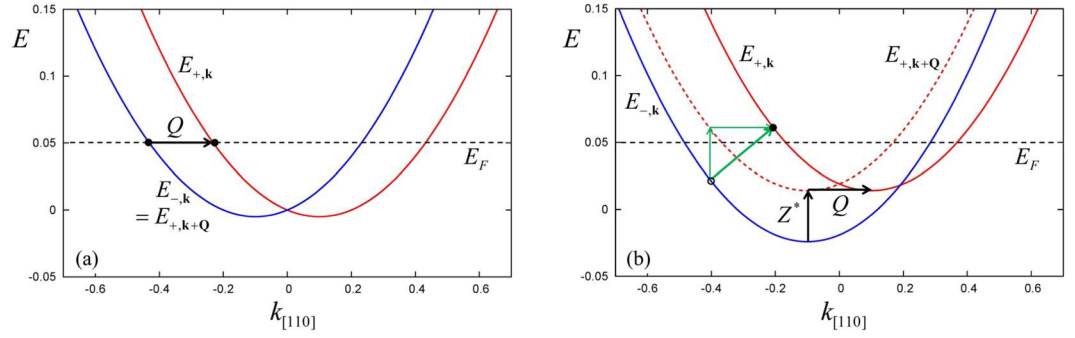 E
0.15
0.1
0.05
0
-0.05
E+,k
Q
E−,k
= E+,k+Q
EF
(a)
-0.6
-0.4
-0.2
0
0.2
0.4
0.6
k[110]
E
0.15
0.1
0.05
0
-0.05
E+,k
E+,k+Q
E−,k
EF
Z*
Q
(b)
-0.6
-0.4
-0.2
0
0.2
0.4
0.6
k[110]